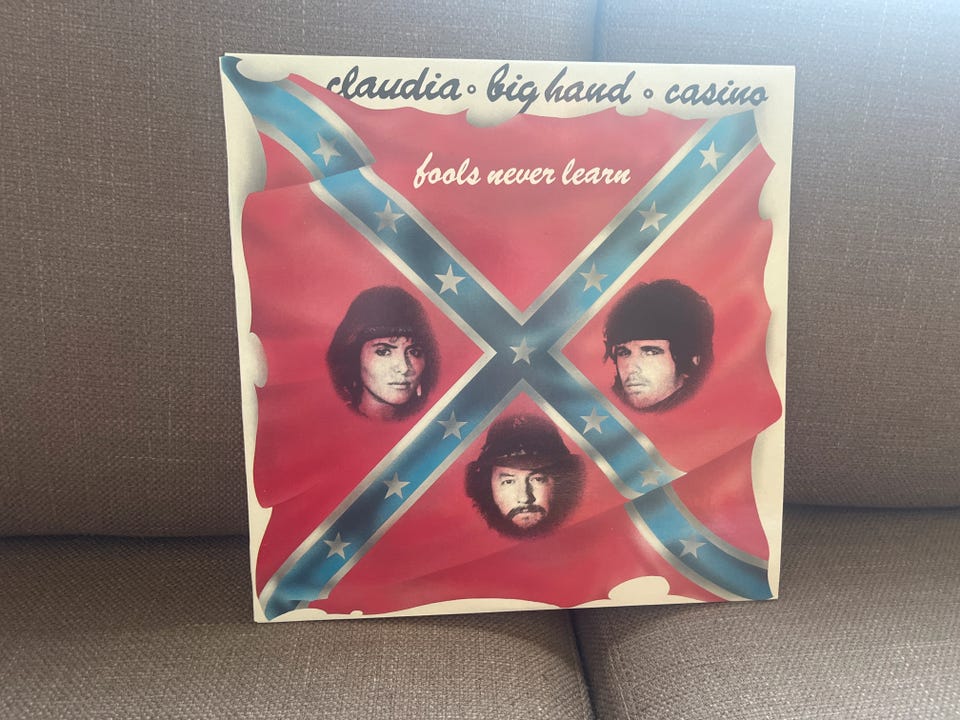 claudia • big hand • casino
fools never learn